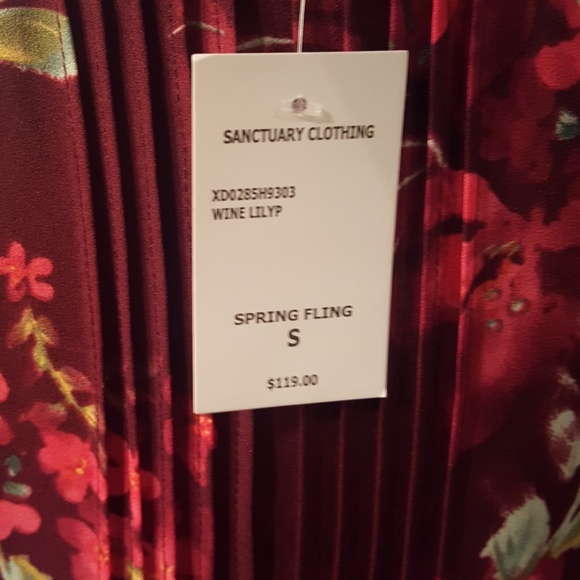 SANCTUARY CLOTHING
XD0285H9303
WINE LILYP
SPRING FLING
S
$119.00